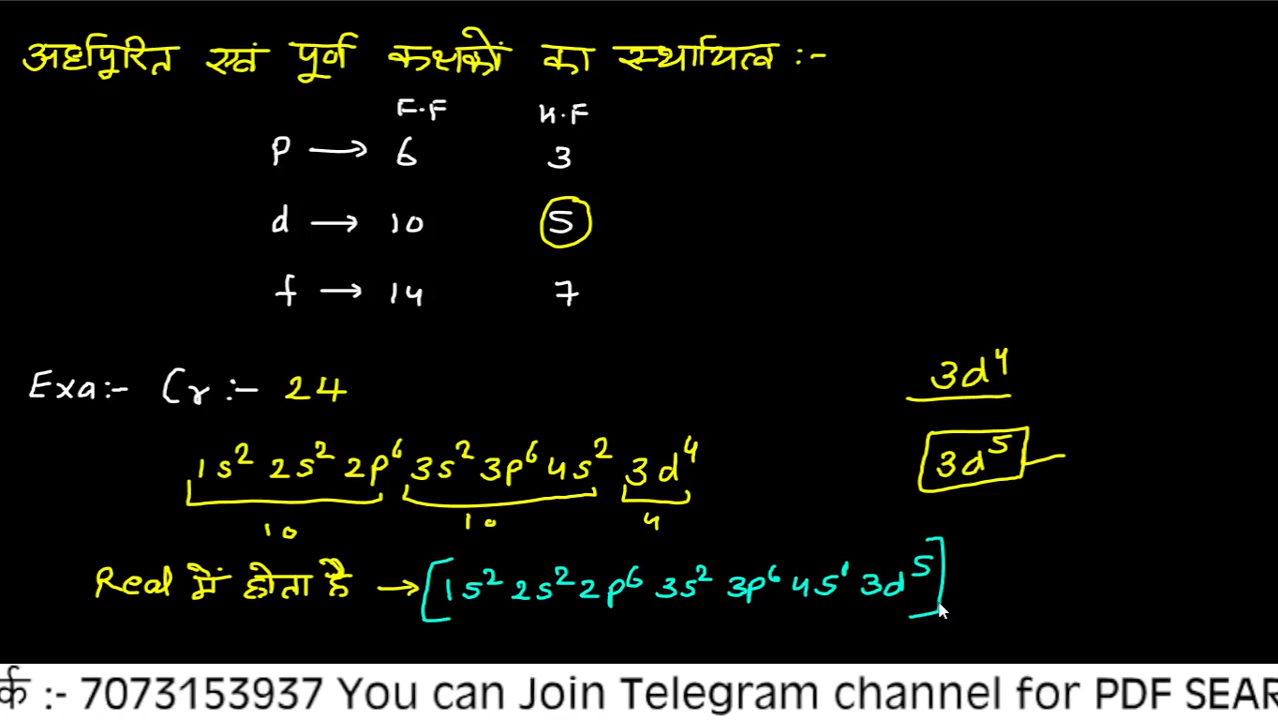 अर्धपुरित एवं पूर्व कक्षकों का स्थायित्व :-
F.F H.F
p → 6 3
d → 10 5
f → 14 7
Exa:- Cr :- 24
3d⁴
3d⁵
1s² 2s² 2p⁶ 3s² 3p⁶ 4s² 3d⁴
10 10 4
Real में होता है → [1s² 2s² 2p⁶ 3s² 3p⁶ 4s¹ 3d⁵]
र्क :- 7073153937 You can Join Telegram channel for PDF SEAR